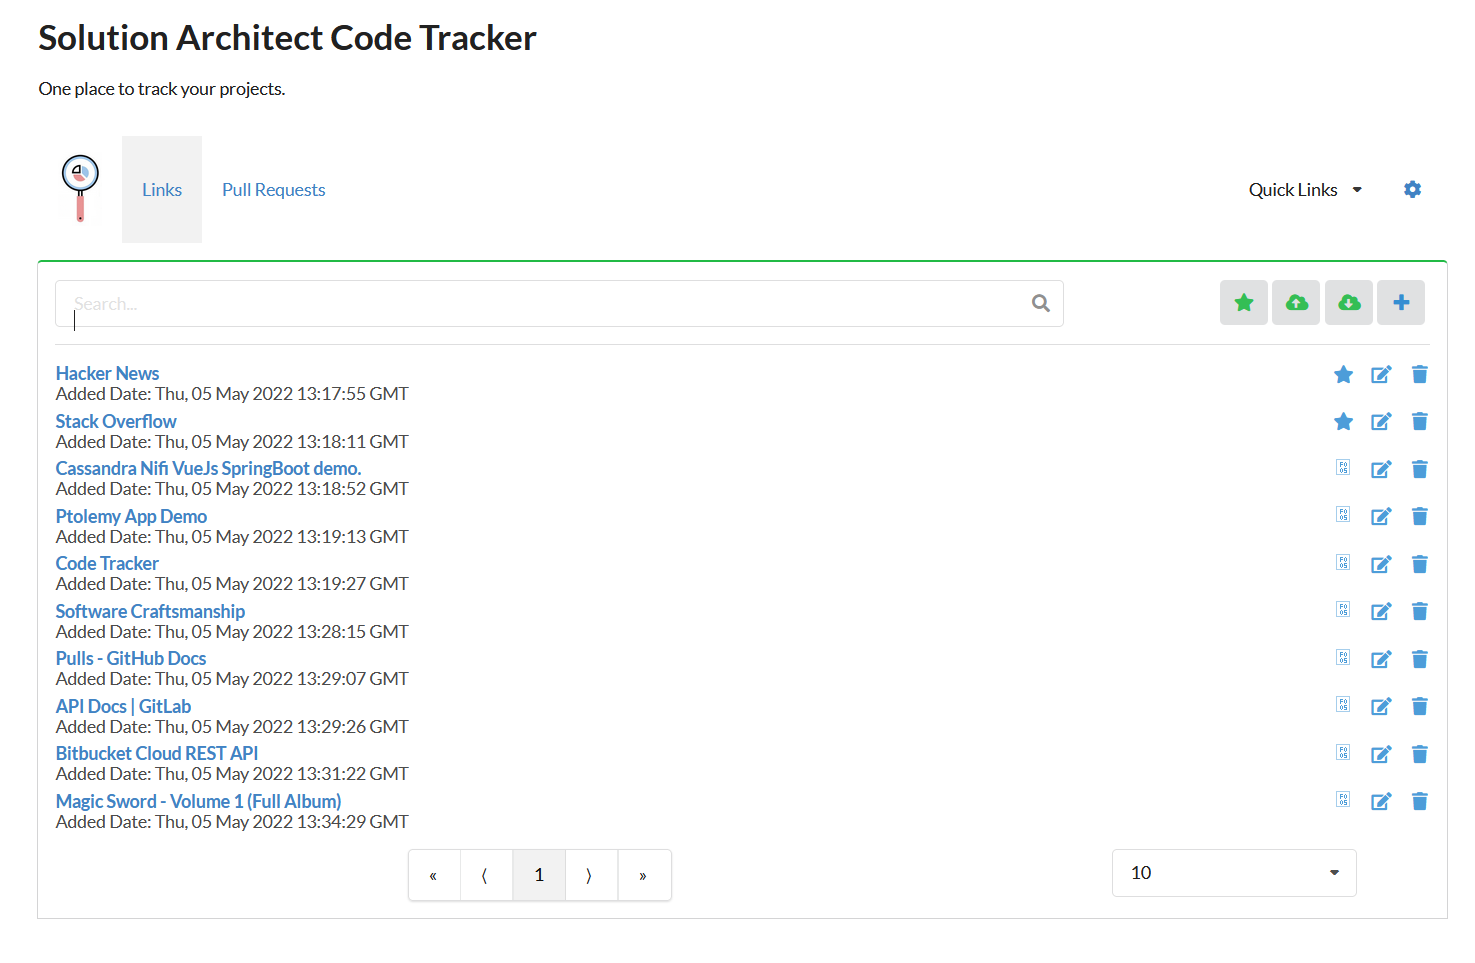 Solution Architect Code Tracker
One place to track your projects.
Links
Pull Requests
Quick Links
Search...
Hacker News
Added Date: Thu, 05 May 2022 13:17:55 GMT
Stack Overflow
Added Date: Thu, 05 May 2022 13:18:11 GMT
Cassandra Nifi VueJs SpringBoot demo.
Added Date: Thu, 05 May 2022 13:18:52 GMT
Ptolemy App Demo
Added Date: Thu, 05 May 2022 13:19:13 GMT
Code Tracker
Added Date: Thu, 05 May 2022 13:19:27 GMT
Software Craftsmanship
Added Date: Thu, 05 May 2022 13:28:15 GMT
Pulls - GitHub Docs
Added Date: Thu, 05 May 2022 13:29:07 GMT
API Docs | GitLab
Added Date: Thu, 05 May 2022 13:29:26 GMT
Bitbucket Cloud REST API
Added Date: Thu, 05 May 2022 13:31:22 GMT
Magic Sword - Volume 1 (Full Album)
Added Date: Thu, 05 May 2022 13:34:29 GMT
« ⟨ 1 ⟩ »
10